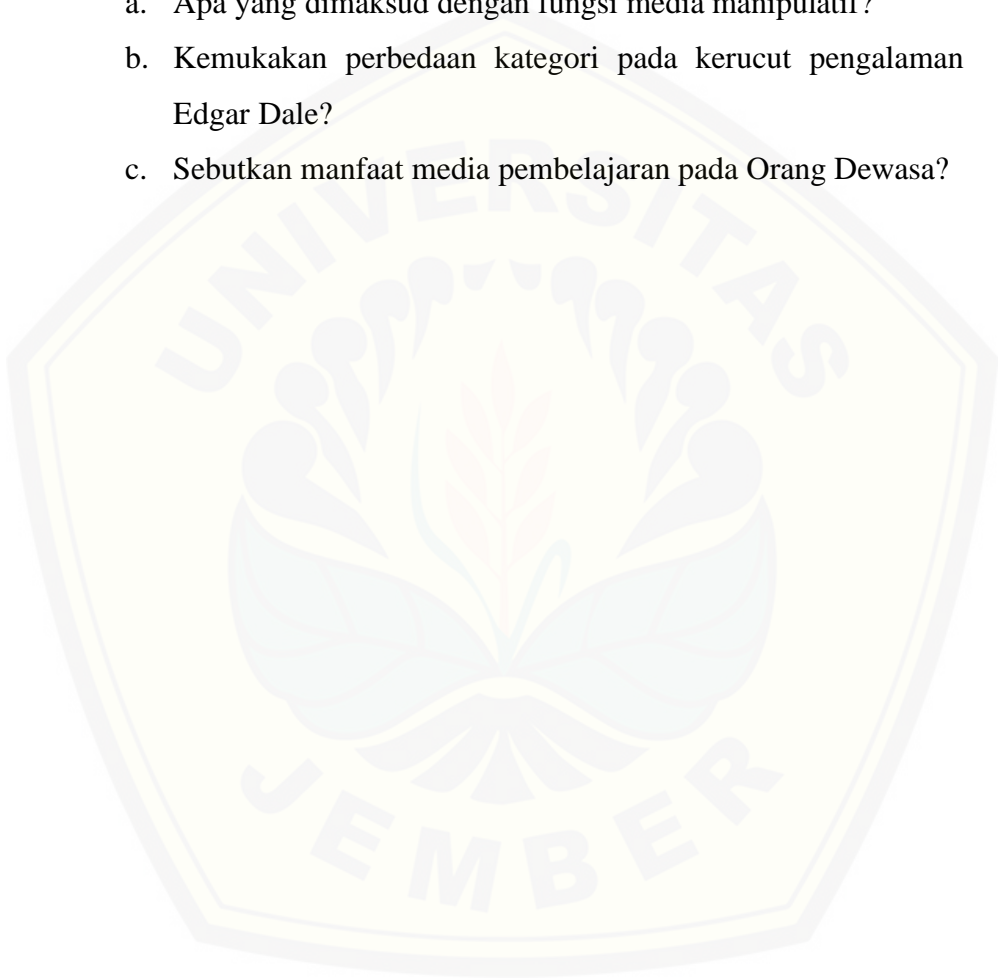 a. Apa yang dimaksud dengan fungsi media manipulatif?
b. Kemukakan perbedaan kategori pada kerucut pengalaman
Edgar Dale?
c. Sebutkan manfaat media pembelajaran pada Orang Dewasa?
UNIVERSITAS
JEMBER